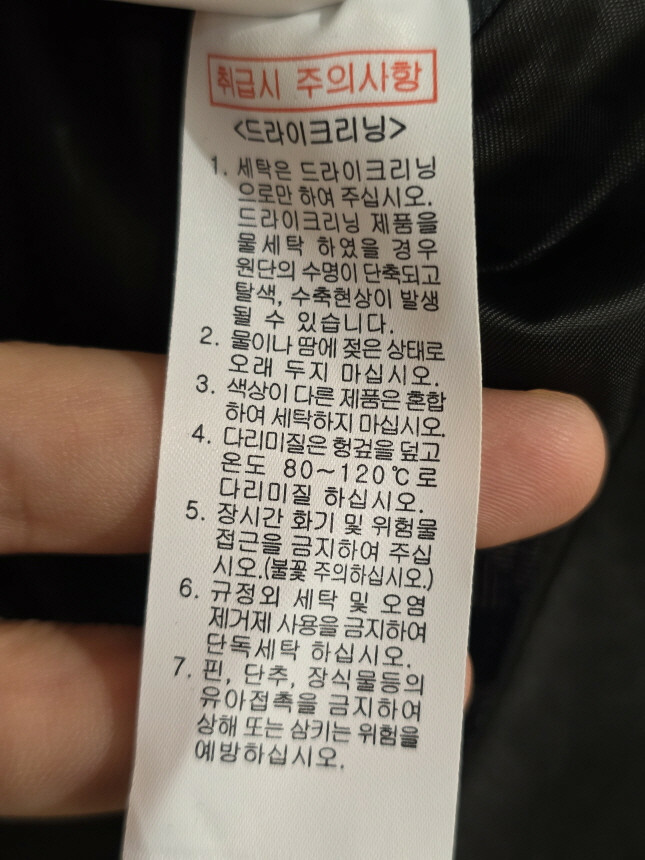 취급시 주의사항
<드라이크리닝>
1. 세탁은 드라이크리닝
으로만 하여 주십시오.
드라이크리닝 제품을
물세탁 하였을 경우
원단의 수명이 단축되고
탈색, 수축현상이 발생
될 수 있습니다.
2. 물이나 땀에 젖은 상태로
오래 두지 마십시오.
3. 색상이 다른 제품은 혼합
하여 세탁하지 마십시오.
4. 다리미질은 헝겊을 덮고
온도 80~120℃로
다리미질 하십시오.
5. 장시간 화기 및 위험물
접근을 금지하여 주십
시오.(불꽃 주의하십시오.)
6. 규정외 세탁 및 오염
제거제 사용을 금지하여
단독세탁 하십시오.
7. 핀, 단추, 장식물등의
유아접촉을 금지하여
상해 또는 삼키는 위험을
예방하십시오.